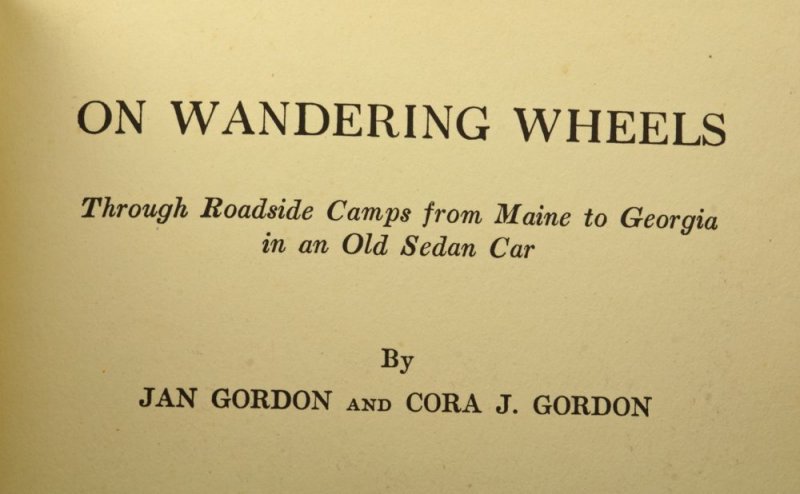 ON WANDERING WHEELS
Through Roadside Camps from Maine to Georgia
in an Old Sedan Car
By
JAN GORDON AND CORA J. GORDON